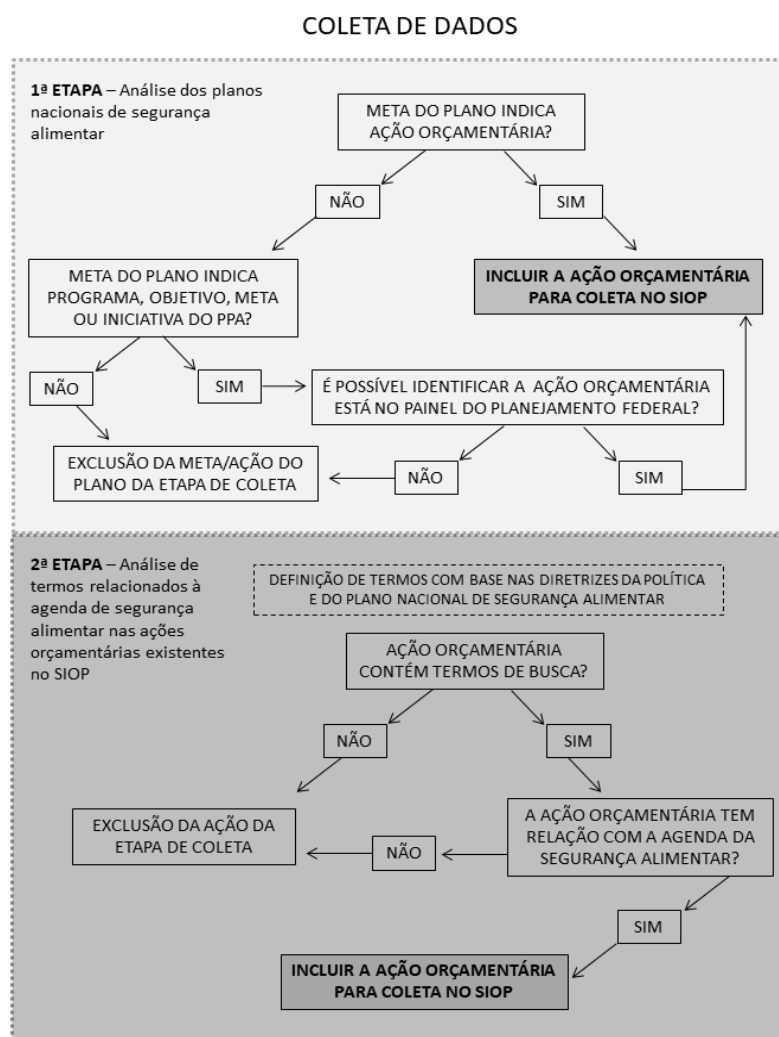 COLETA DE DADOS
1ª ETAPA – Análise dos planos
nacionais de segurança
alimentar
META DO PLANO INDICA
AÇÃO ORÇAMENTÁRIA?
NÃO
SIM
META DO PLANO INDICA
PROGRAMA, OBJETIVO, META
OU INICIATIVA DO PPA?
INCLUIR A AÇÃO ORÇAMENTÁRIA
PARA COLETA NO SIOP
NÃO
SIM
É POSSÍVEL IDENTIFICAR A AÇÃO ORÇAMENTÁRIA
ESTÁ NO PAINEL DO PLANEJAMENTO FEDERAL?
EXCLUSÃO DA META/AÇÃO DO
PLANO DA ETAPA DE COLETA
NÃO
SIM
2ª ETAPA – Análise de
termos relacionados à
agenda de segurança
alimentar nas ações
orçamentárias existentes
no SIOP
DEFINIÇÃO DE TERMOS COM BASE NAS DIRETRIZES DA POLÍTICA
E DO PLANO NACIONAL DE SEGURANÇA ALIMENTAR
AÇÃO ORÇAMENTÁRIA
CONTÉM TERMOS DE BUSCA?
NÃO
SIM
EXCLUSÃO DA AÇÃO DA
ETAPA DE COLETA
NÃO
A AÇÃO ORÇAMENTÁRIA TEM
RELAÇÃO COM A AGENDA DA
SEGURANÇA ALIMENTAR?
SIM
INCLUIR A AÇÃO ORÇAMENTÁRIA
PARA COLETA NO SIOP